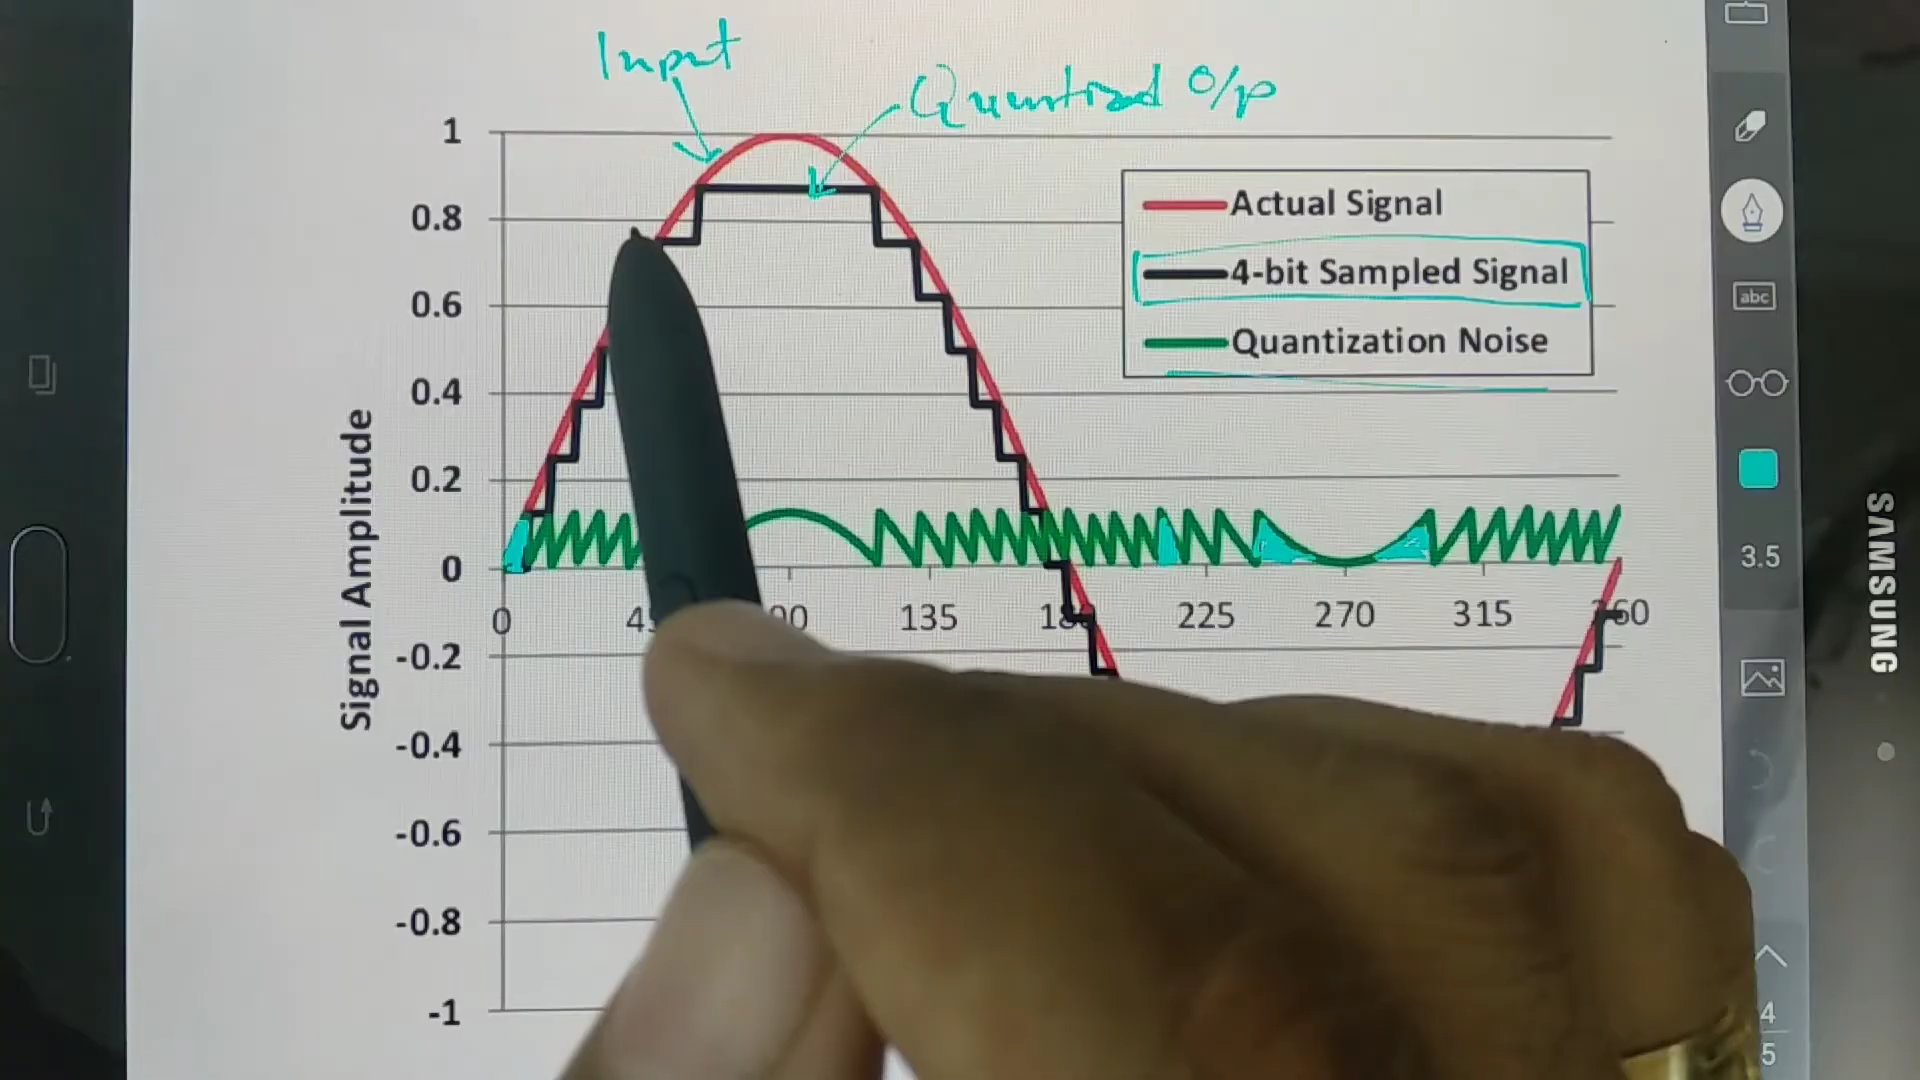 Input
Quantized O/p
1
0.8
0.6
0.4
0.2
0
-0.2
-0.4
-0.6
-0.8
-1
Signal Amplitude
0
135
225
270
315
Actual Signal
4-bit Sampled Signal
Quantization Noise
abc
3.5
4
5
SAMSUNG